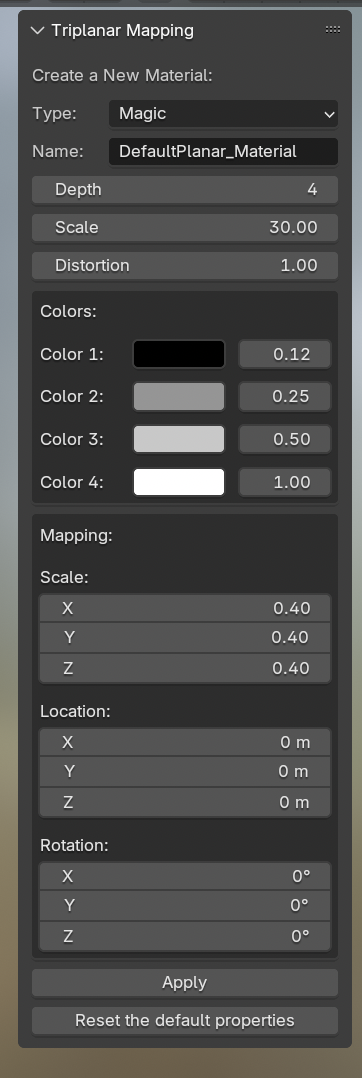 Triplanar Mapping
Create a New Material:
Type: Magic
Name: DefaultPlanar_Material
Depth 4
Scale 30.00
Distortion 1.00
Colors:
Color 1: 0.12
Color 2: 0.25
Color 3: 0.50
Color 4: 1.00
Mapping:
Scale:
X 0.40
Y 0.40
Z 0.40
Location:
X 0 m
Y 0 m
Z 0 m
Rotation:
X 0°
Y 0°
Z 0°
Apply
Reset the default properties